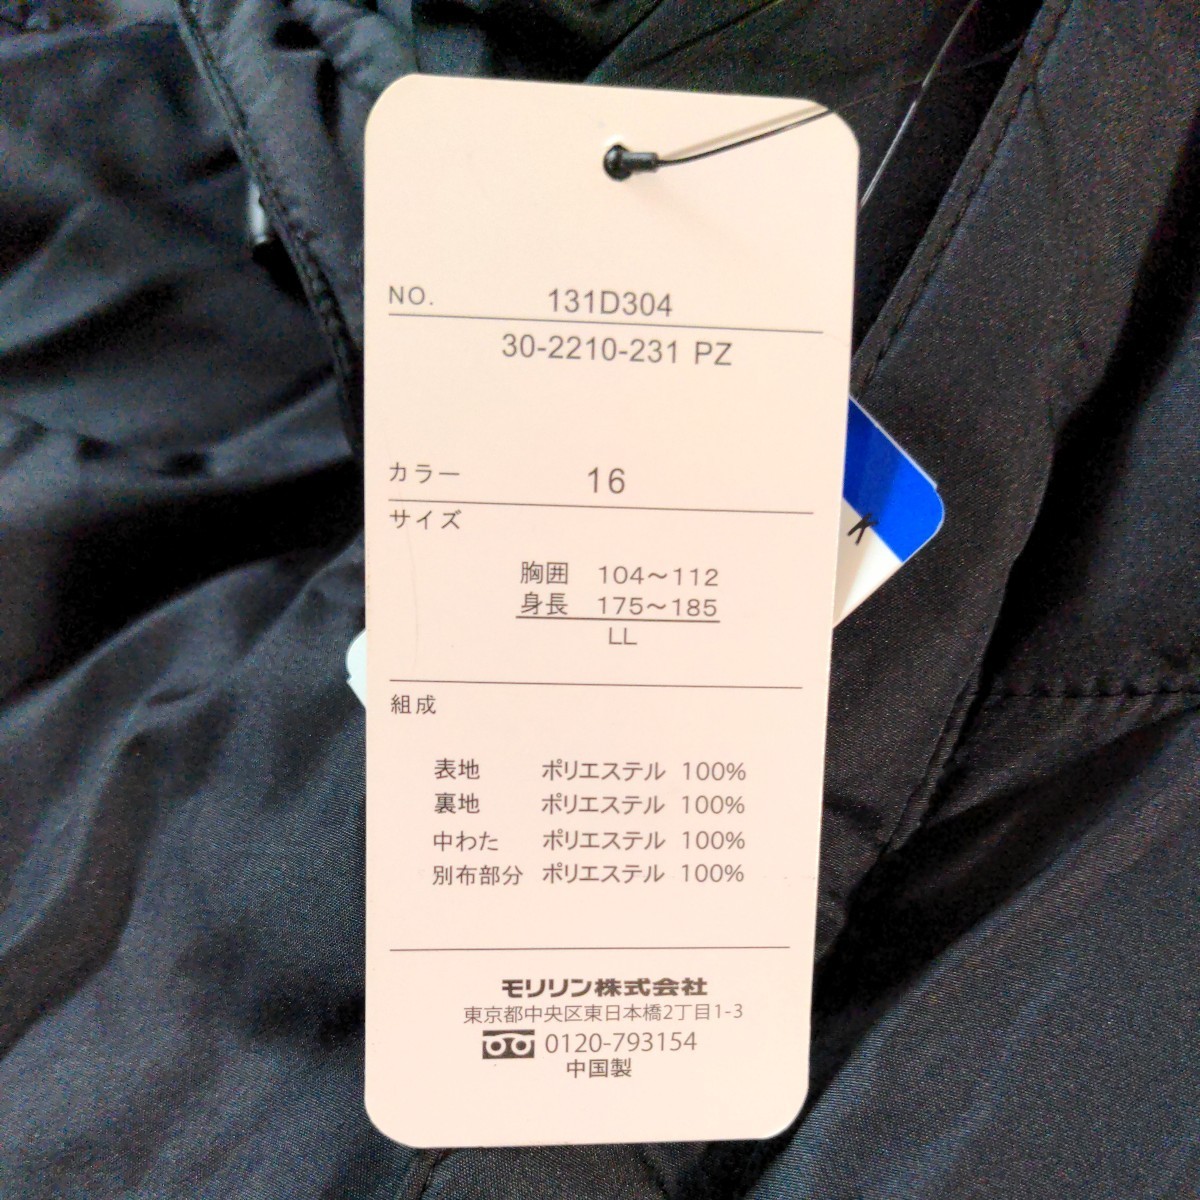 NO. 131D304
30-2210-231 PZ
カラー 16
サイズ
胸囲 104〜112
身長 175〜185
LL
組成
表地 ポリエステル 100%
裏地 ポリエステル 100%
中わた ポリエステル 100%
別布部分 ポリエステル 100%
モリリン株式会社
東京都中央区東日本橋2丁目1-3
0120-793154
中国製
K